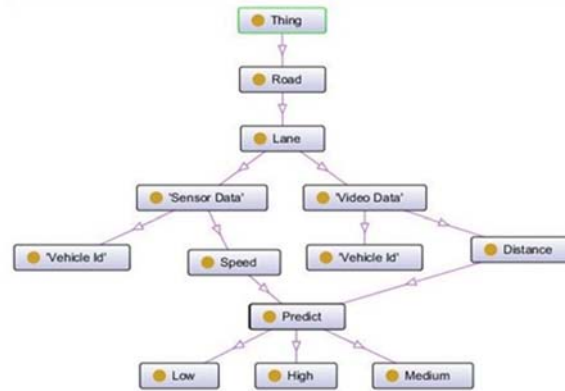 Thing
Road
Lane
'Sensor Data'
'Video Data'
'Vehicle Id'
Speed
'Vehicle Id'
Distance
Predict
Low
High
Medium